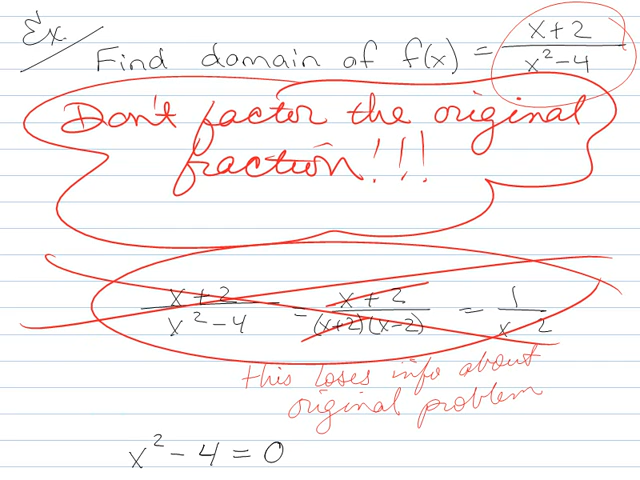 Ex.
Find domain of f(x) = (x+2)/(x²-4)
Don't factor the original
fraction!!!
(x+2)/(x²-4) = (x+2)/((x+2)(x-2)) = 1/(x-2)
this loses info about
original problem
x²-4=0